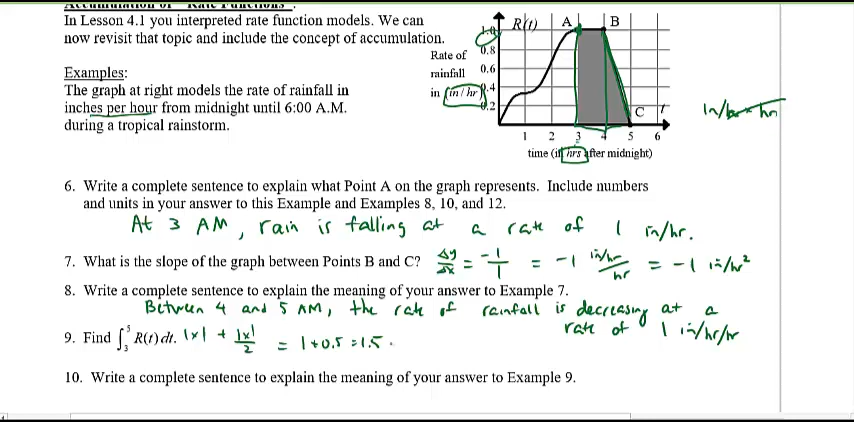 Accumulation of Rate Functions :
In Lesson 4.1 you interpreted rate function models. We can
now revisit that topic and include the concept of accumulation.
Examples:
The graph at right models the rate of rainfall in
inches per hour from midnight until 6:00 A.M.
during a tropical rainstorm.
R(t) A B
1.0
0.8
0.6
0.4
0.2
Rate of
rainfall
in (in / hr)
C t
1 2 3 4 5 6
time (in hrs after midnight)
in/hr × hr
6. Write a complete sentence to explain what Point A on the graph represents. Include numbers
and units in your answer to this Example and Examples 8, 10, and 12.
At 3 AM, rain is falling at a rate of 1 in/hr.
7. What is the slope of the graph between Points B and C? Δy/Δx = -1/1 = -1 in/hr/hr = -1 in/hr²
8. Write a complete sentence to explain the meaning of your answer to Example 7.
Between 4 and 5 AM, the rate of rainfall is decreasing at a
rate of 1 in/hr/hr
9. Find ∫₃⁵ R(t) dt. 1x1 + 1x1/2 = 1+0.5 = 1.5
10. Write a complete sentence to explain the meaning of your answer to Example 9.